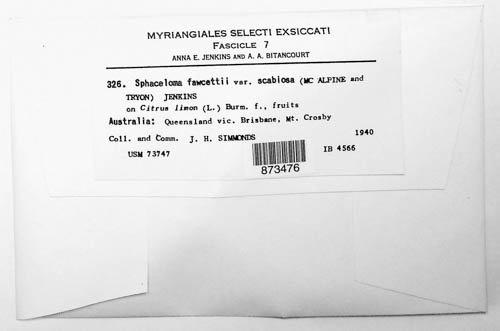 MYRIANGIALES SELECTI EXSICCATI
FASCICLE 7
ANNA E. JENKINS AND A. A. BITANCOURT
326. Sphaceloma fawcettii var. scabiosa (MC ALPINE and
TRYON) JENKINS
on Citrus limon (L.) Burm. f., fruits
Australia: Queensland vic. Brisbane, Mt. Crosby
Coll. and Comm. J. H. SIMMONDS 1940
USM 73747 IB 4566
873476